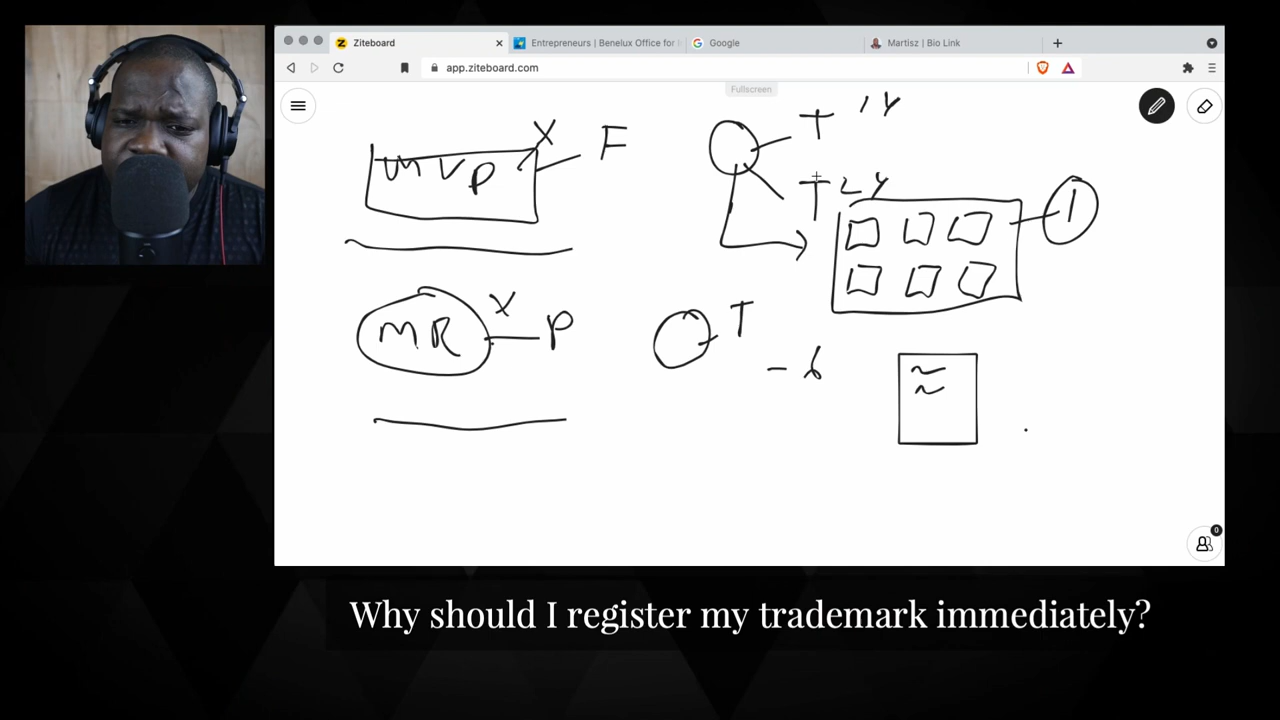 Ziteboard
Entrepreneurs | Benelux Office for
Google
Martisz | Bio Link
app.ziteboard.com
Fullscreen
MVP
X
F
T 1Y
T 2Y
1
MR
X
P
T
- 6
0
Why should I register my trademark immediately?